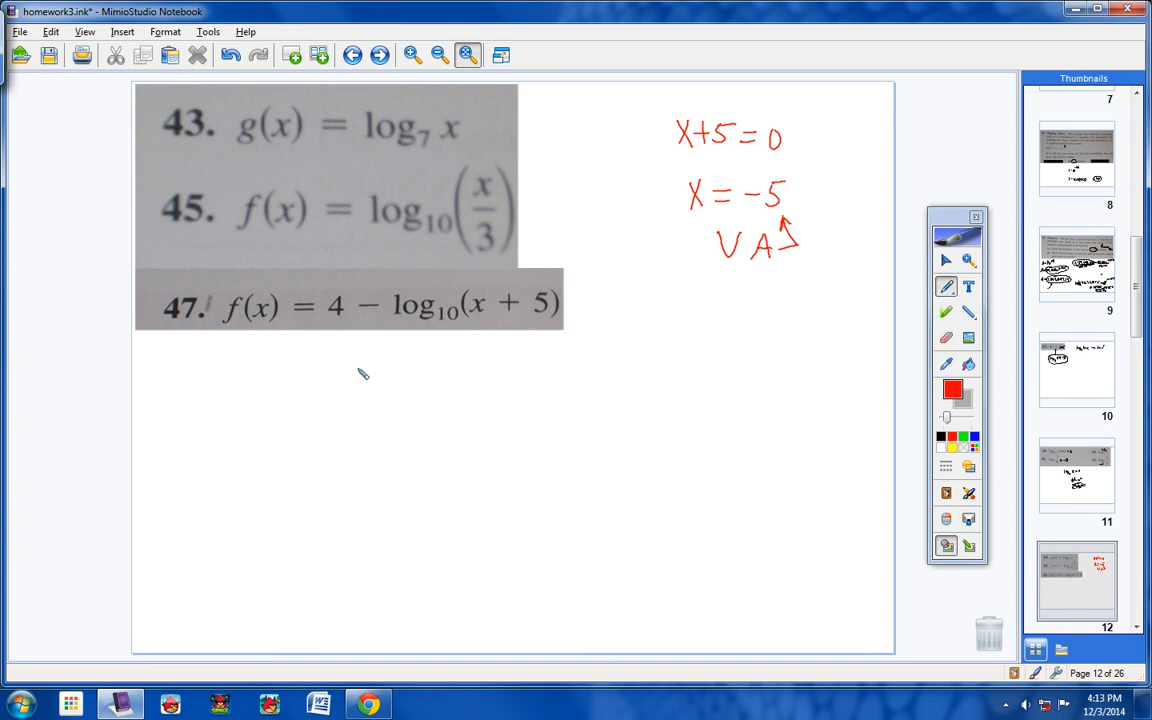 homework3.ink* - MimioStudio Notebook
File Edit View Insert Format Tools Help
Thumbnails
43. g(x) = log₇ x
45. f(x) = log₁₀(x/3)
47. f(x) = 4 − log₁₀(x + 5)
x+5=0
x = -5
VA
T
7
8
9
10
11
12
Page 12 of 26
4:13 PM
12/3/2014